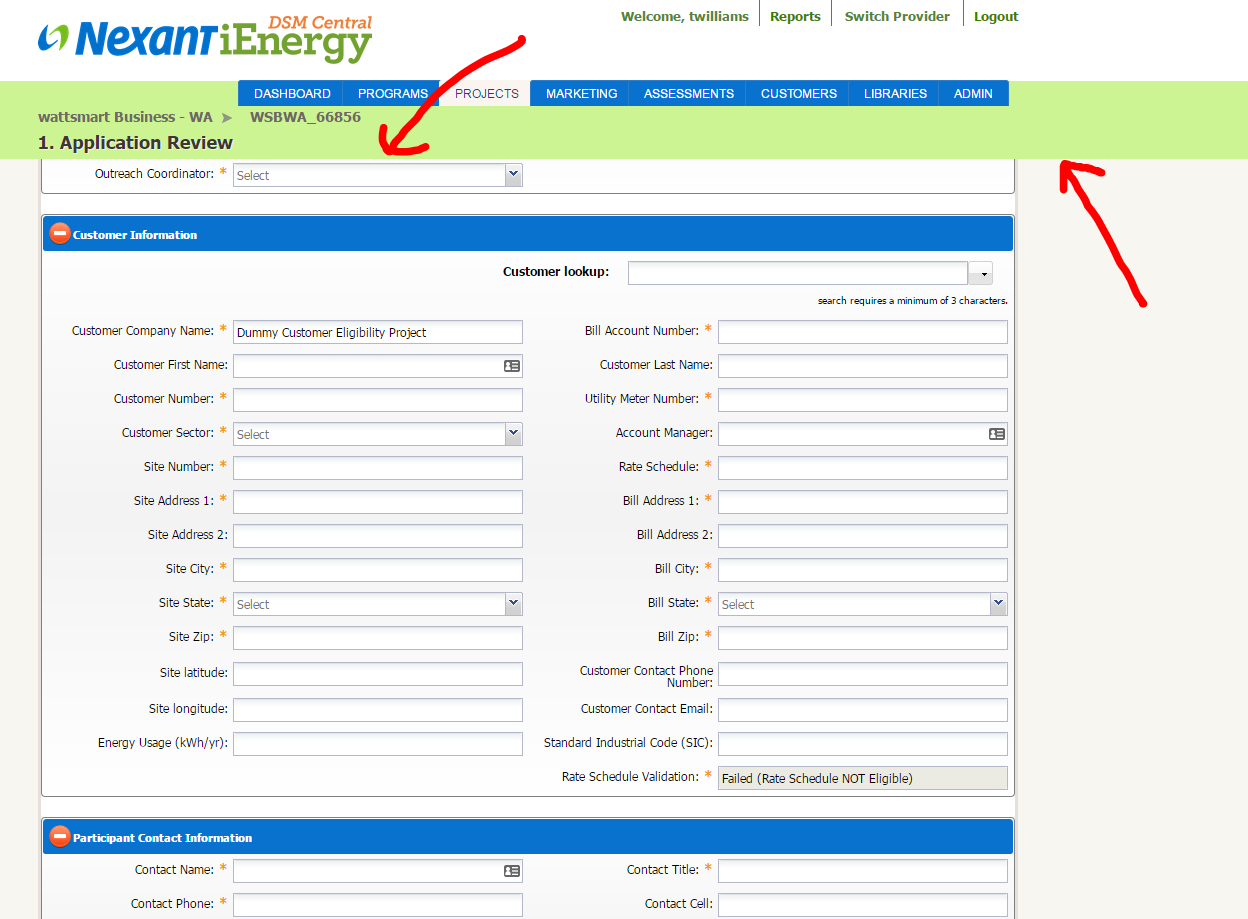 DSM Central
Nexant iEnergy
Welcome, twilliams Reports Switch Provider Logout
DASHBOARD PROGRAMS PROJECTS MARKETING ASSESSMENTS CUSTOMERS LIBRARIES ADMIN
wattsmart Business - WA ➤ WSBWA_66856
1. Application Review
Outreach Coordinator: * Select
Customer Information
Customer lookup:
search requires a minimum of 3 characters.
Customer Company Name: * Dummy Customer Eligibility Project Bill Account Number: *
Customer First Name: Customer Last Name:
Customer Number: * Utility Meter Number: *
Customer Sector: * Select Account Manager:
Site Number: * Rate Schedule: *
Site Address 1: * Bill Address 1: *
Site Address 2: Bill Address 2:
Site City: * Bill City: *
Site State: * Select Bill State: * Select
Site Zip: * Bill Zip: *
Site latitude: Customer Contact Phone
Number:
Site longitude: Customer Contact Email:
Energy Usage (kWh/yr): Standard Industrial Code (SIC):
Rate Schedule Validation: * Failed (Rate Schedule NOT Eligible)
Participant Contact Information
Contact Name: * Contact Title: *
Contact Phone: * Contact Cell: